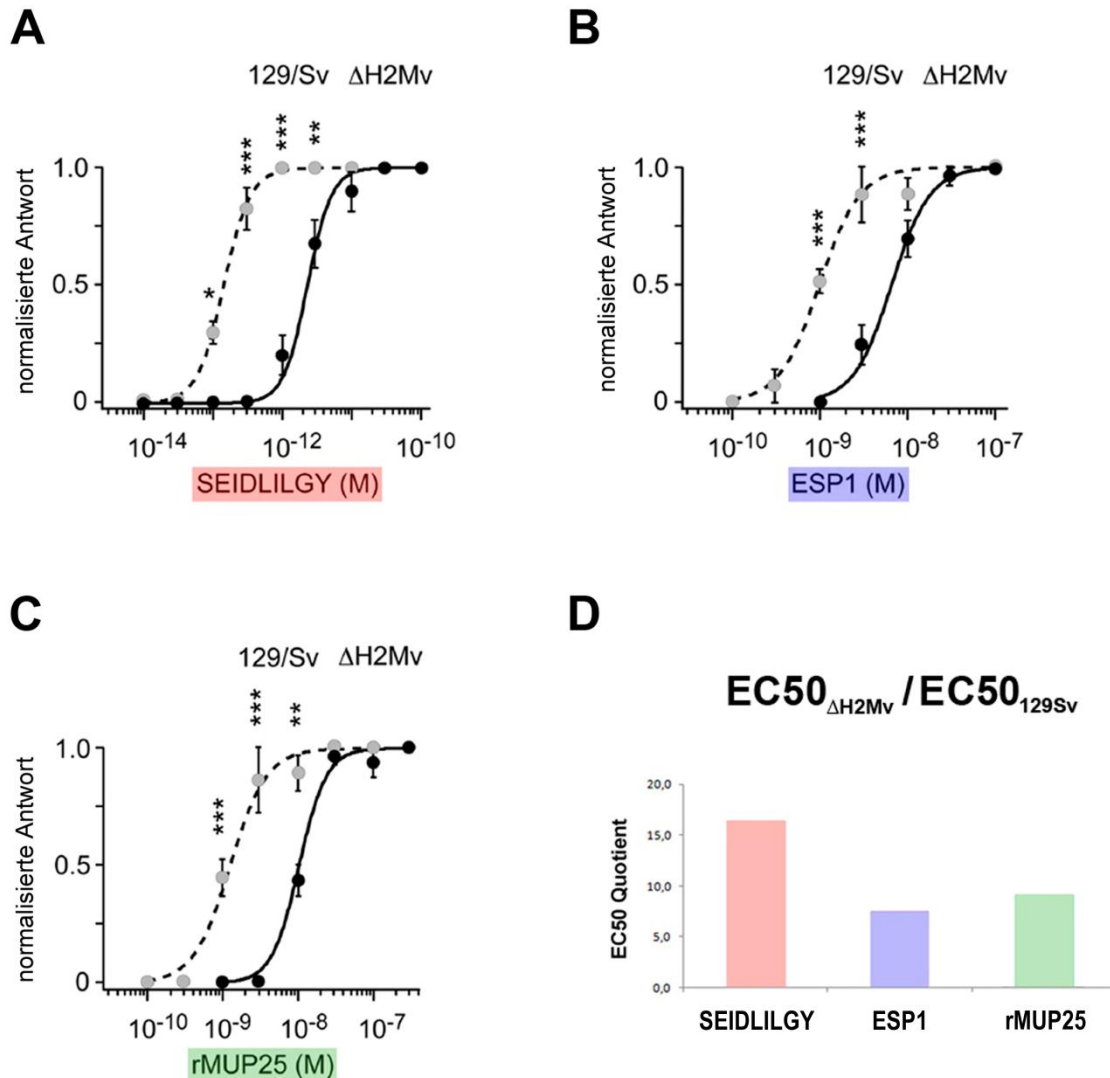 A
129/Sv ΔH2Mv
* *** *** **
1.0
0.5
0
normalisierte Antwort
10-14 10-12 10-10
SEIDLILGY (M)
B
129/Sv ΔH2Mv
*** ***
1.0
0.5
0
normalisierte Antwort
10-10 10-9 10-8 10-7
ESP1 (M)
C
129/Sv ΔH2Mv
*** *** **
1.0
0.5
0
normalisierte Antwort
10-10 10-9 10-8 10-7
rMUP25 (M)
D
EC50ΔH2Mv / EC50129Sv
20,0
15,0
10,0
5,0
0,0
EC50 Quotient
SEIDLILGY ESP1 rMUP25